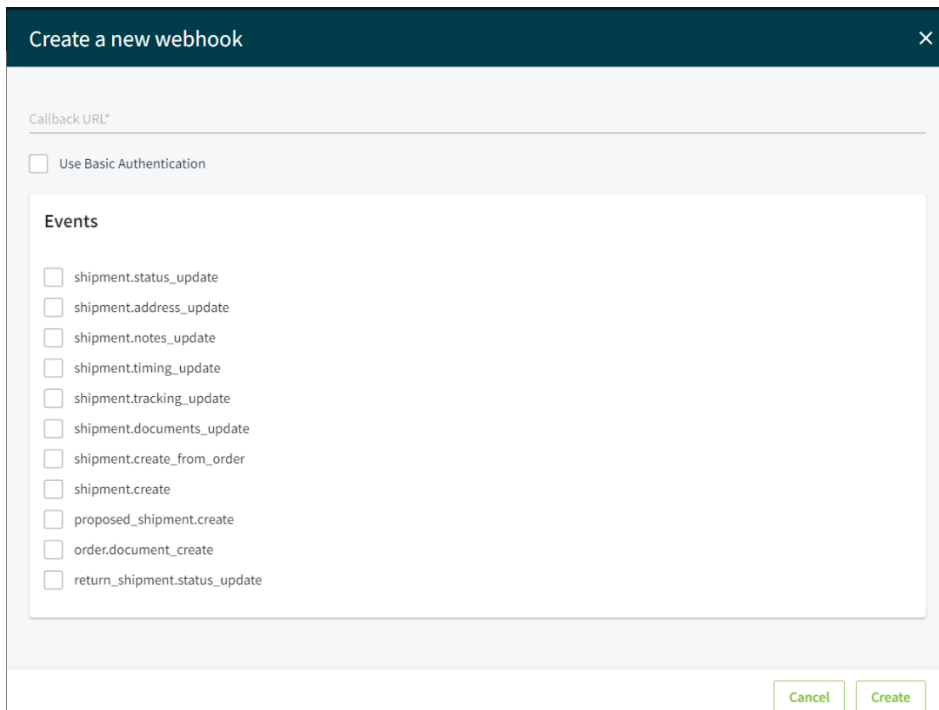 Create a new webhook
Callback URL*
Use Basic Authentication
Events
shipment.status_update
shipment.address_update
shipment.notes_update
shipment.timing_update
shipment.tracking_update
shipment.documents_update
shipment.create_from_order
shipment.create
proposed_shipment.create
order.document_create
return_shipment.status_update
Cancel Create